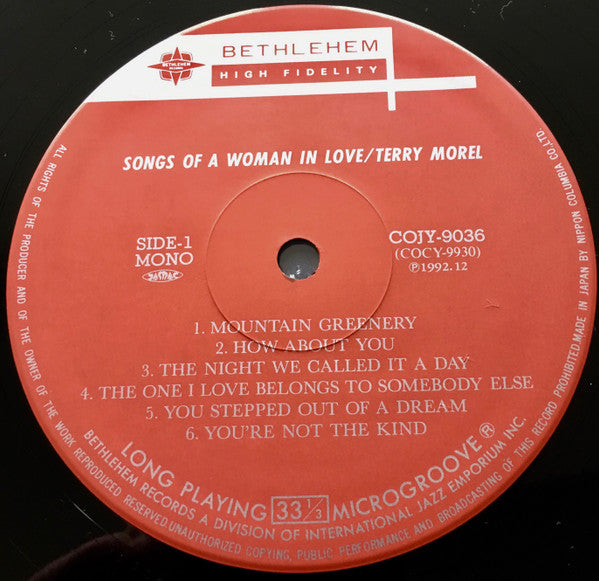 BETHLEHEM
RECORDS
BETHLEHEM
HIGH FIDELITY
SONGS OF A WOMAN IN LOVE/TERRY MOREL
SIDE-1
MONO
JASRAC
COJY-9036
(COCY-9930)
℗1992.12
1. MOUNTAIN GREENERY
2. HOW ABOUT YOU
3. THE NIGHT WE CALLED IT A DAY
4. THE ONE I LOVE BELONGS TO SOMEBODY ELSE
5. YOU STEPPED OUT OF A DREAM
6. YOU'RE NOT THE KIND
LONG PLAYING 33 1/3 MICROGROOVE®
BETHLEHEM RECORDS A DIVISION OF INTERNATIONAL JAZZ EMPORIUM INC.
ALL RIGHTS OF THE PRODUCER AND OF THE OWNER OF THE WORK REPRODUCED RESERVED.UNAUTHORIZED COPYING, PUBLIC PERFORMANCE AND BROADCASTING OF THIS RECORD PROHIBITED.MADE IN JAPAN BY NIPPON COLUMBIA CO.LTD.